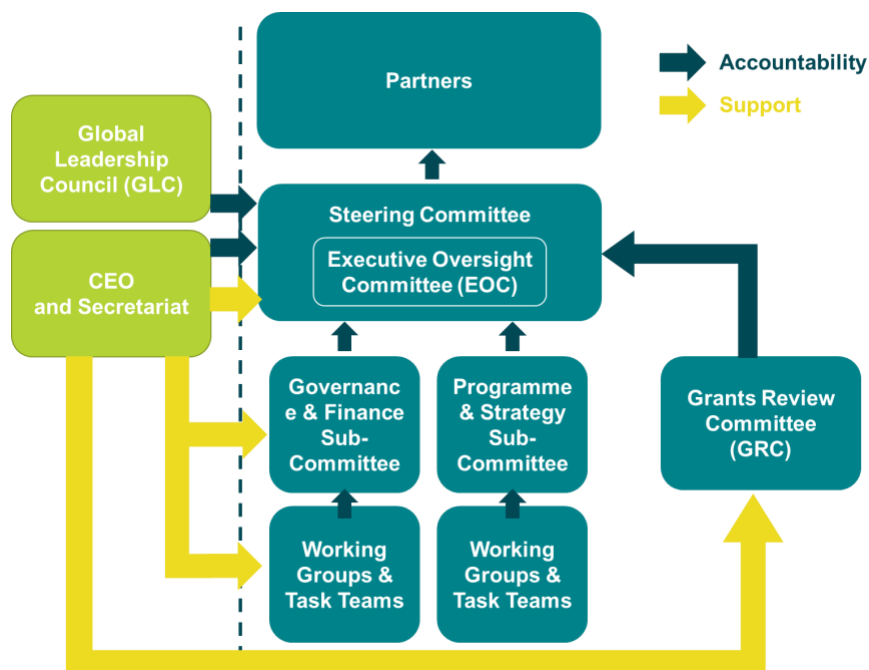 Partners
Accountability
Support
Global
Leadership
Council (GLC)
Steering Committee
Executive Oversight
Committee (EOC)
CEO
and Secretariat
Governanc
e & Finance
Sub-
Committee
Programme
& Strategy
Sub-
Committee
Grants Review
Committee
(GRC)
Working
Groups &
Task Teams
Working
Groups &
Task Teams